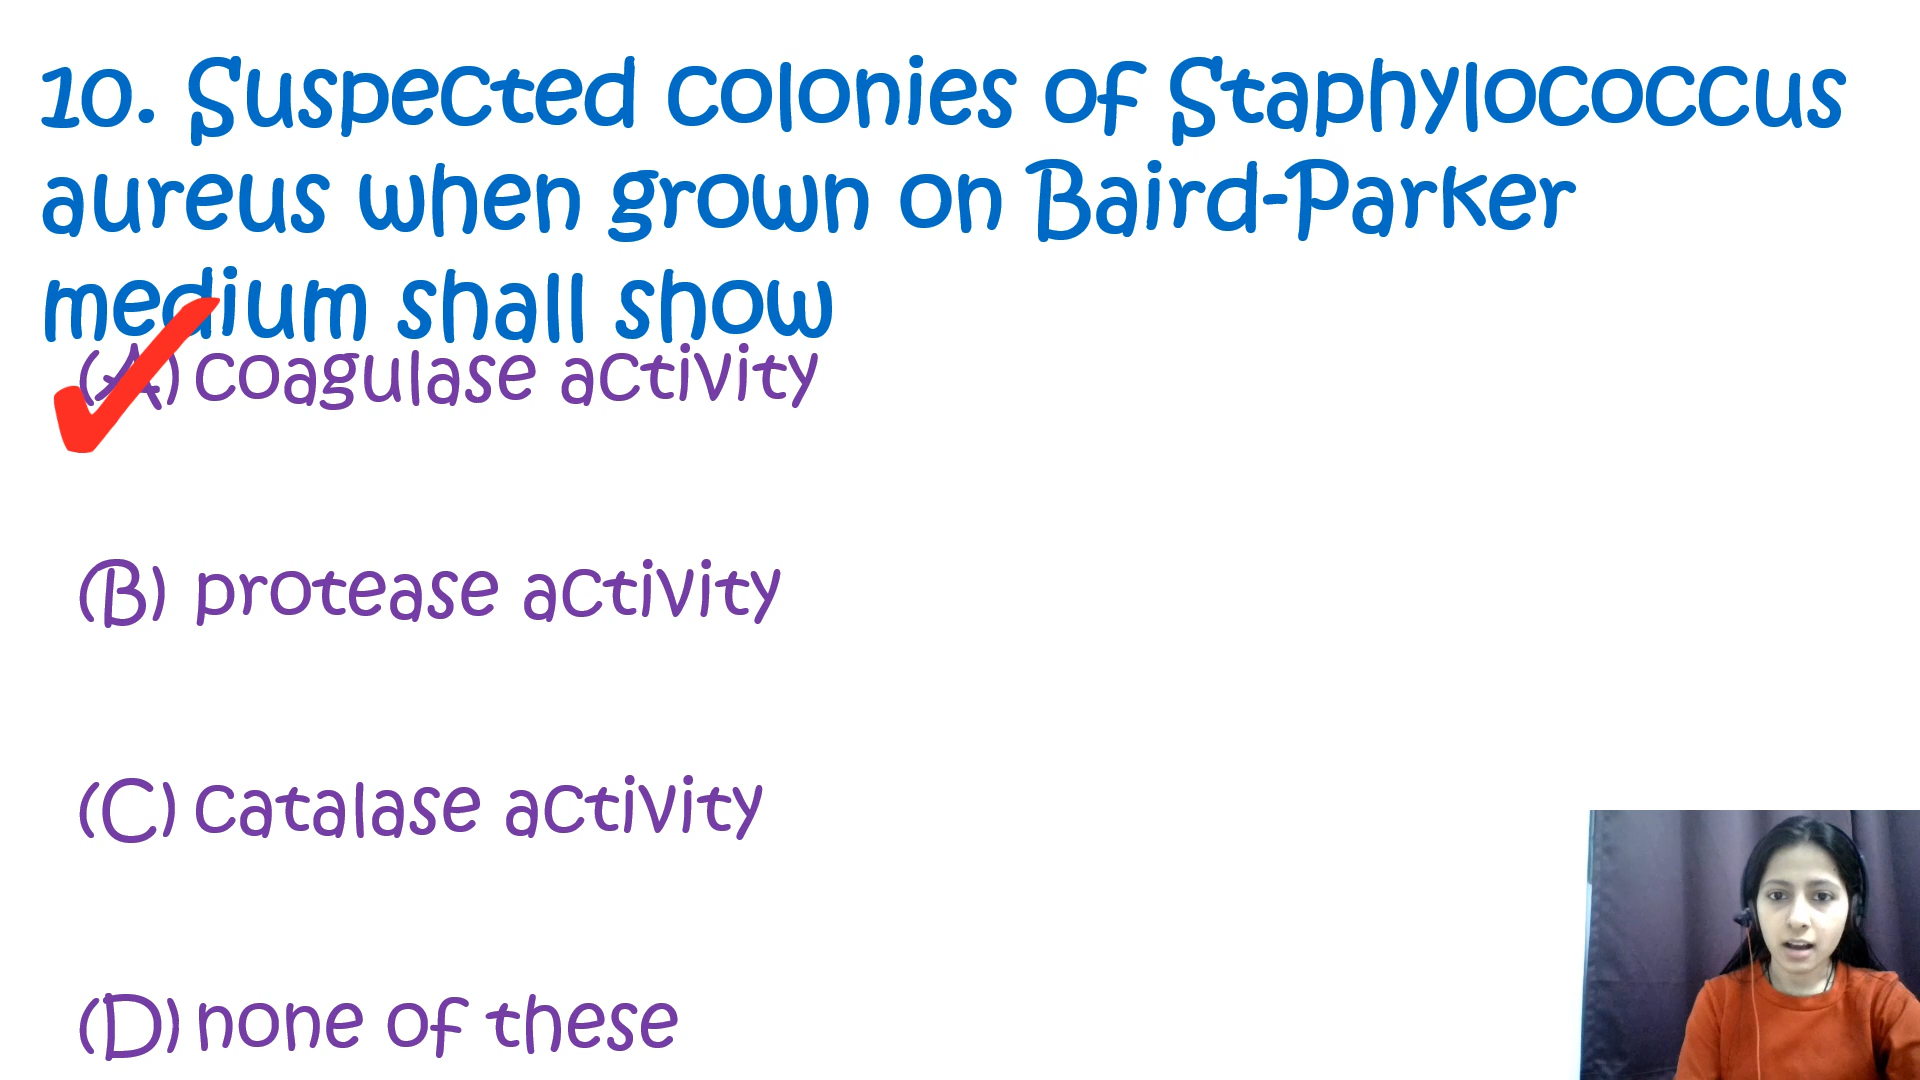 10. Suspected colonies of Staphylococcus
aureus when grown on Baird-Parker
medium shall show
(A) coagulase activity
(B) protease activity
(C) catalase activity
(D) none of these